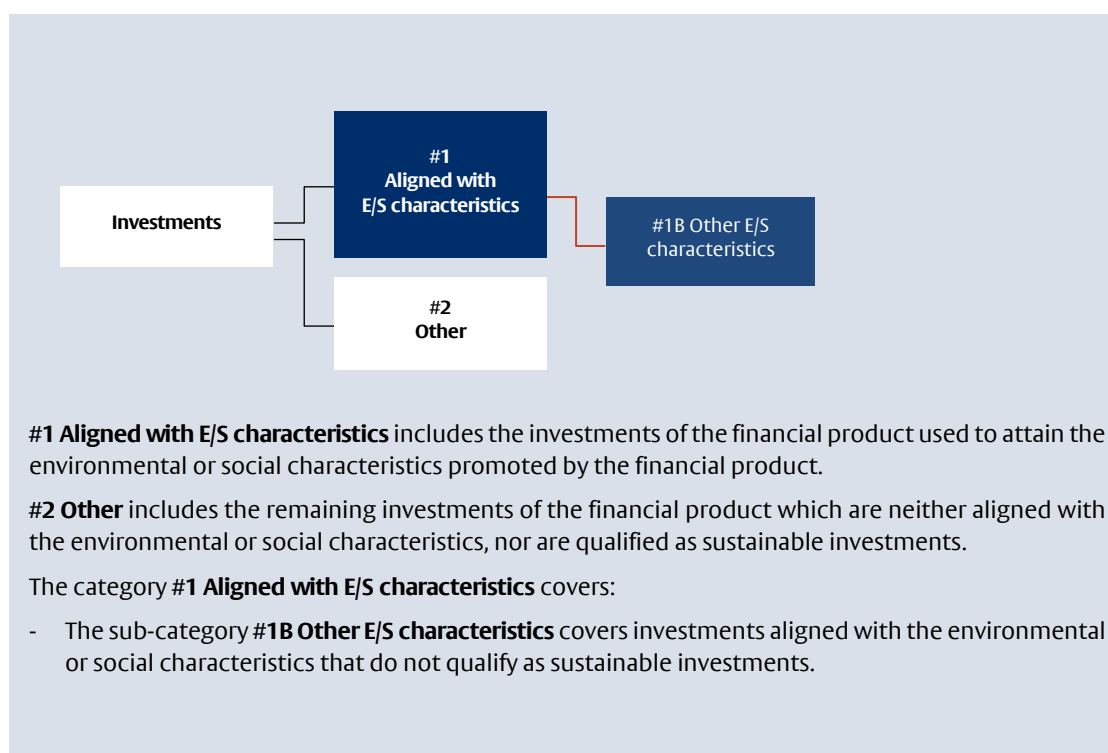 #1
Aligned with
E/S characteristics
Investments
#1B Other E/S
characteristics
#2
Other
#1 Aligned with E/S characteristics includes the investments of the financial product used to attain the
environmental or social characteristics promoted by the financial product.
#2 Other includes the remaining investments of the financial product which are neither aligned with
the environmental or social characteristics, nor are qualified as sustainable investments.
The category #1 Aligned with E/S characteristics covers:
- The sub-category #1B Other E/S characteristics covers investments aligned with the environmental
or social characteristics that do not qualify as sustainable investments.